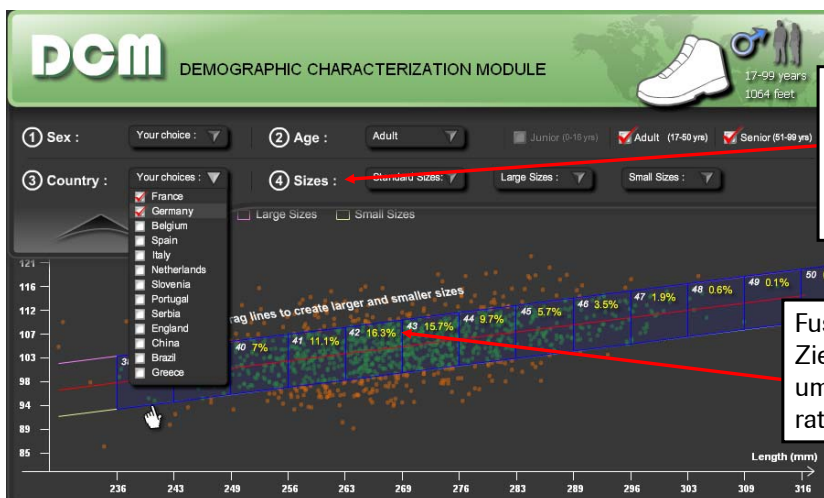 DCM DEMOGRAPHIC CHARACTERIZATION MODULE
17-99 years
1064 feet
1 Sex : Your choice : 2 Age : Adult Junior (0-16 yrs) Adult (17-50 yrs) Senior (51-99 yrs)
3 Country : Your choices : 4 Sizes : Standard Sizes: Large Sizes : Small Sizes :
France
Germany
Belgium
Spain
Italy
Netherlands
Slovenia
Portugal
Serbia
England
China
Brazil
Greece
Large Sizes Small Sizes
lines to create larger and smaller sizes
40 7% 41 11.1% 42 16.3% 43 15.7% 44 9.7% 45 5.7% 46 3.5% 47 1.9% 48 0.6% 49 0.1% 50
121
116
112
107
103
98
94
89
85
Fus
Zie
um
rat
Length (mm)
236 243 249 256 263 269 276 283 289 296 303 309 316